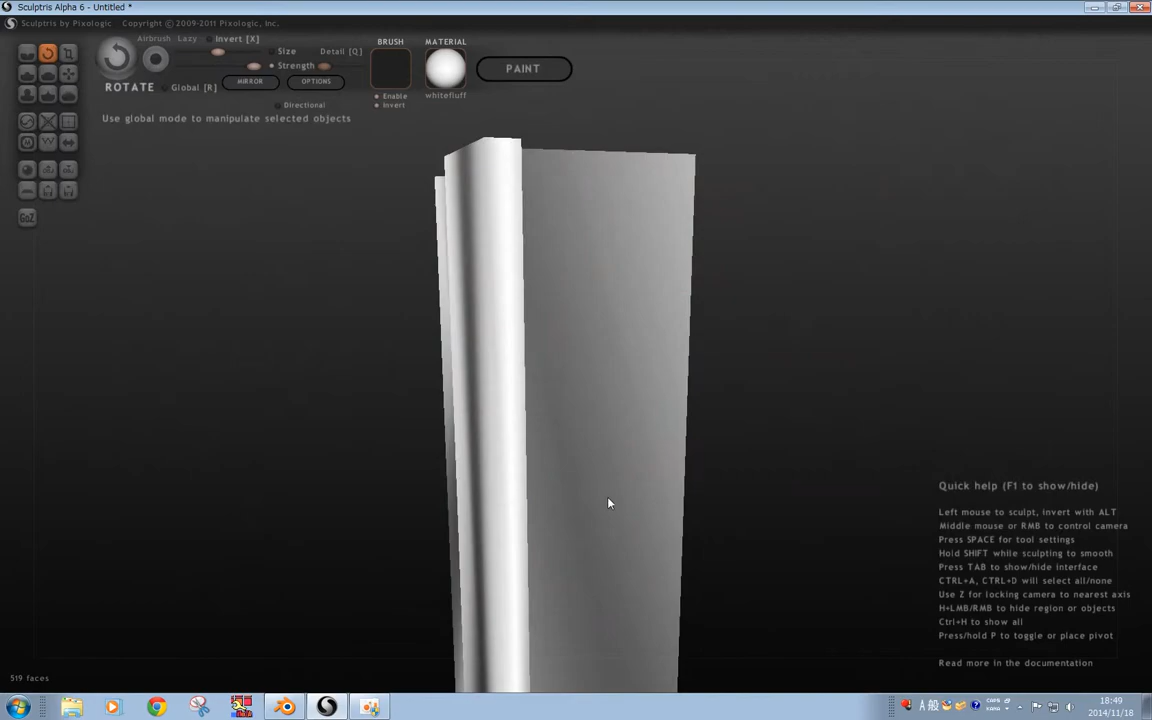 Sculptris Alpha 6 - Untitled *
Sculptris by Pixologic Copyright © 2009-2011 Pixologic, Inc.
Airbrush Lazy Invert [X]
Size Detail [Q]
Strength
ROTATE Global [R] MIRROR OPTIONS
Directional
Use global mode to manipulate selected objects
BRUSH
Enable
Invert
MATERIAL
whitefluff
PAINT
GoZ
Quick help (F1 to show/hide)
Left mouse to sculpt, invert with ALT
Middle mouse or RMB to control camera
Press SPACE for tool settings
Hold SHIFT while sculpting to smooth
Press TAB to show/hide interface
CTRL+A, CTRL+D will select all/none
Use Z for locking camera to nearest axis
H+LMB/RMB to hide region or objects
Ctrl+H to show all
Press/hold P to toggle or place pivot
Read more in the documentation
519 faces
A 般
CAPS
KANA
18:49
2014/11/18